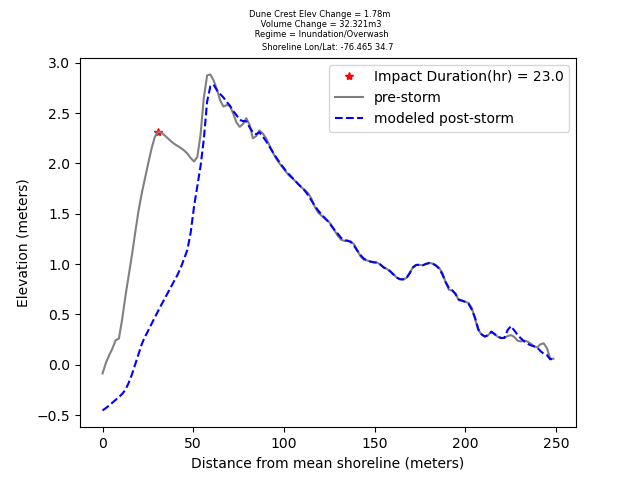 Dune Crest Elev Change = 1.78m
Volume Change = 32.321m3
Regime = Inundation/Overwash
Shoreline Lon/Lat: -76.465 34.7
Impact Duration(hr) = 23.0
pre-storm
modeled post-storm
3.0
2.5
2.0
1.5
1.0
0.5
0.0
−0.5
Elevation (meters)
0 50 100 150 200 250
Distance from mean shoreline (meters)